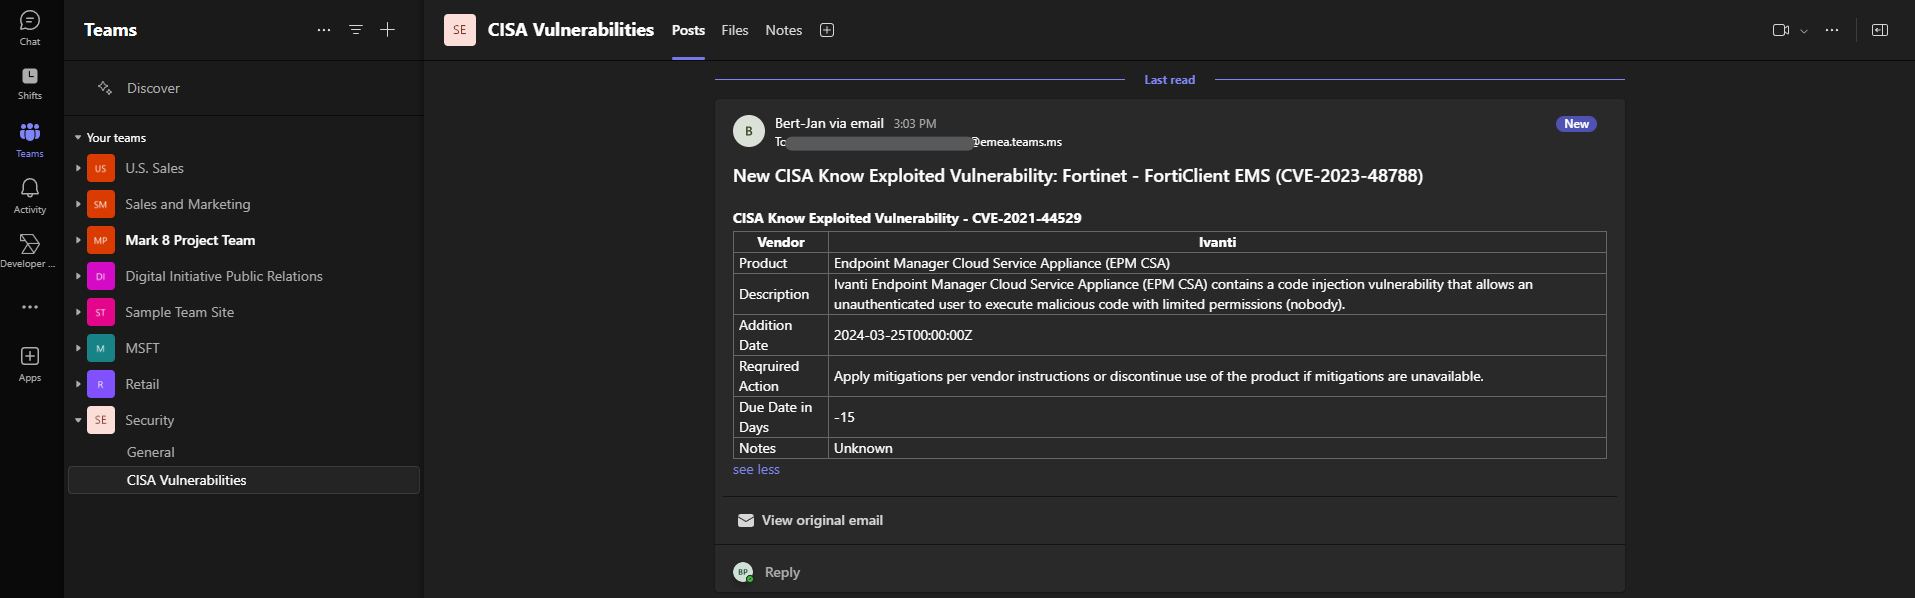 Chat
Shifts
Teams
Activity
Developer ...
Apps
Teams
Discover
Your teams
US U.S. Sales
SM Sales and Marketing
MP Mark 8 Project Team
DI Digital Initiative Public Relations
ST Sample Team Site
M MSFT
R Retail
SE Security
General
CISA Vulnerabilities
SE CISA Vulnerabilities Posts Files Notes
Last read
B Bert-Jan via email 3:03 PM New
To @emea.teams.ms
New CISA Know Exploited Vulnerability: Fortinet - FortiClient EMS (CVE-2023-48788)
CISA Know Exploited Vulnerability - CVE-2021-44529
Vendor Ivanti
Product Endpoint Manager Cloud Service Appliance (EPM CSA)
Description Ivanti Endpoint Manager Cloud Service Appliance (EPM CSA) contains a code injection vulnerability that allows an
unauthenticated user to execute malicious code with limited permissions (nobody).
Addition
Date
2024-03-25T00:00:00Z
Reqruired
Action
Apply mitigations per vendor instructions or discontinue use of the product if mitigations are unavailable.
Due Date in
Days
-15
Notes Unknown
see less
View original email
BP Reply